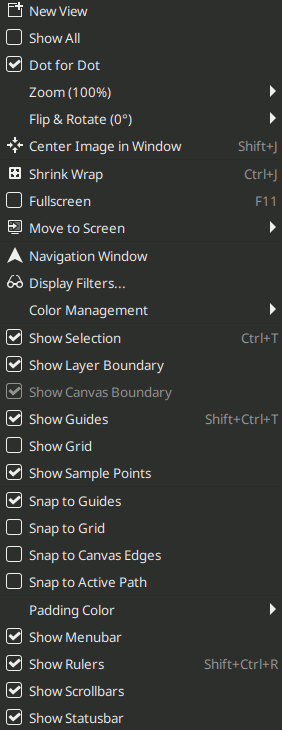 New View
Show All
Dot for Dot
Zoom (100%)
Flip & Rotate (0°)
Center Image in Window Shift+J
Shrink Wrap Ctrl+J
Fullscreen F11
Move to Screen
Navigation Window
Display Filters...
Color Management
Show Selection Ctrl+T
Show Layer Boundary
Show Canvas Boundary
Show Guides Shift+Ctrl+T
Show Grid
Show Sample Points
Snap to Guides
Snap to Grid
Snap to Canvas Edges
Snap to Active Path
Padding Color
Show Menubar
Show Rulers Shift+Ctrl+R
Show Scrollbars
Show Statusbar